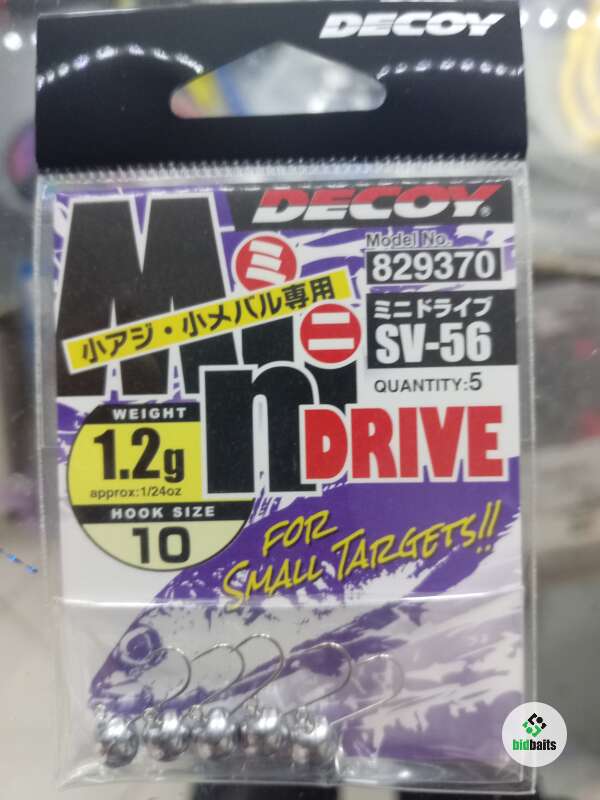 DECOY
DECOY®
Mini
ミニ
小アジ・小メバル専用
Model No.
829370
ミニドライブ
SV-56
QUANTITY:5
DRIVE
WEIGHT
1.2g
approx:1/24oz
HOOK SIZE
10
FOR
SMALL TARGETS!!
bidbaits